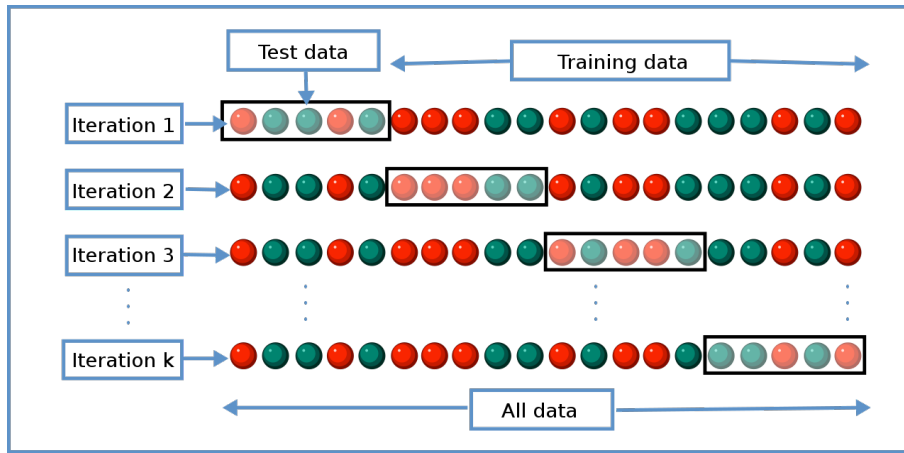 Test data
Training data
Iteration 1
Iteration 2
Iteration 3
Iteration k
All data